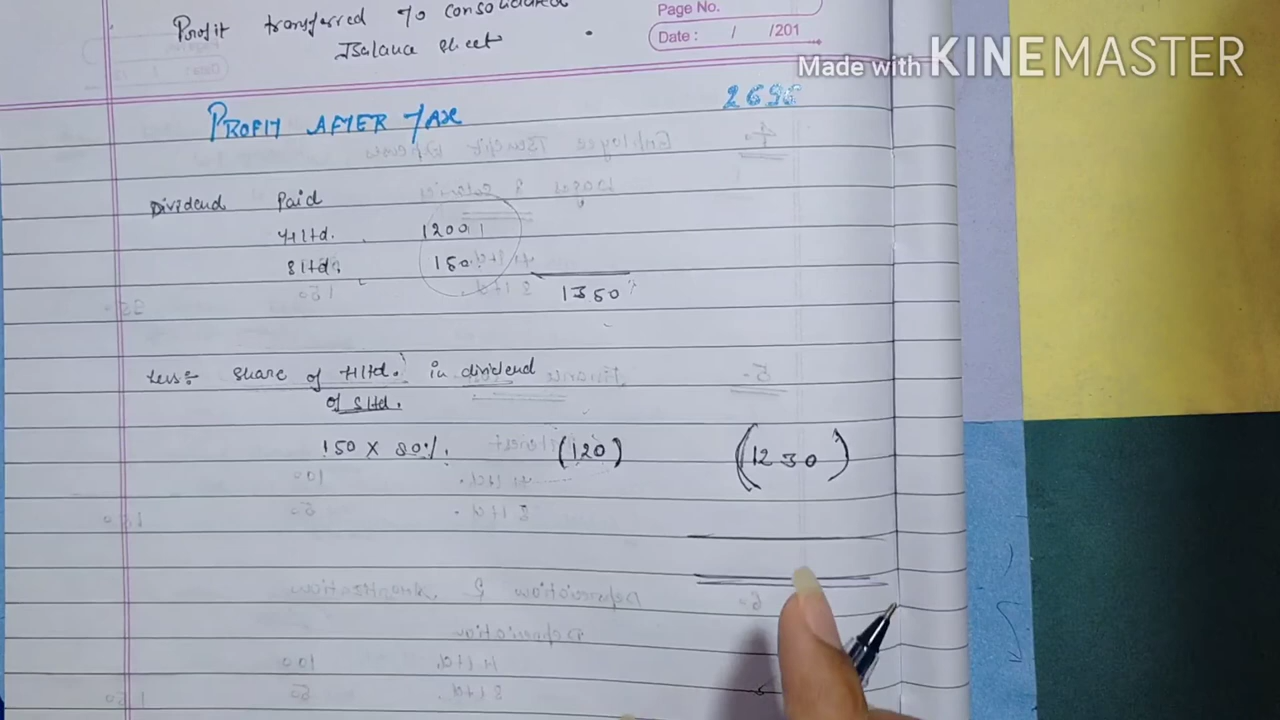 Profit transferred To consolidated
Balance sheet
Page No.
Date: / /201
Made with KINEMASTER
PROFIT AFTER TAX 2696
Dividend Paid
H ltd. 1200
S ltd. 150
1350
Less: Share of H ltd. in dividend
of S ltd.
150 X 80%. (120) (1230)